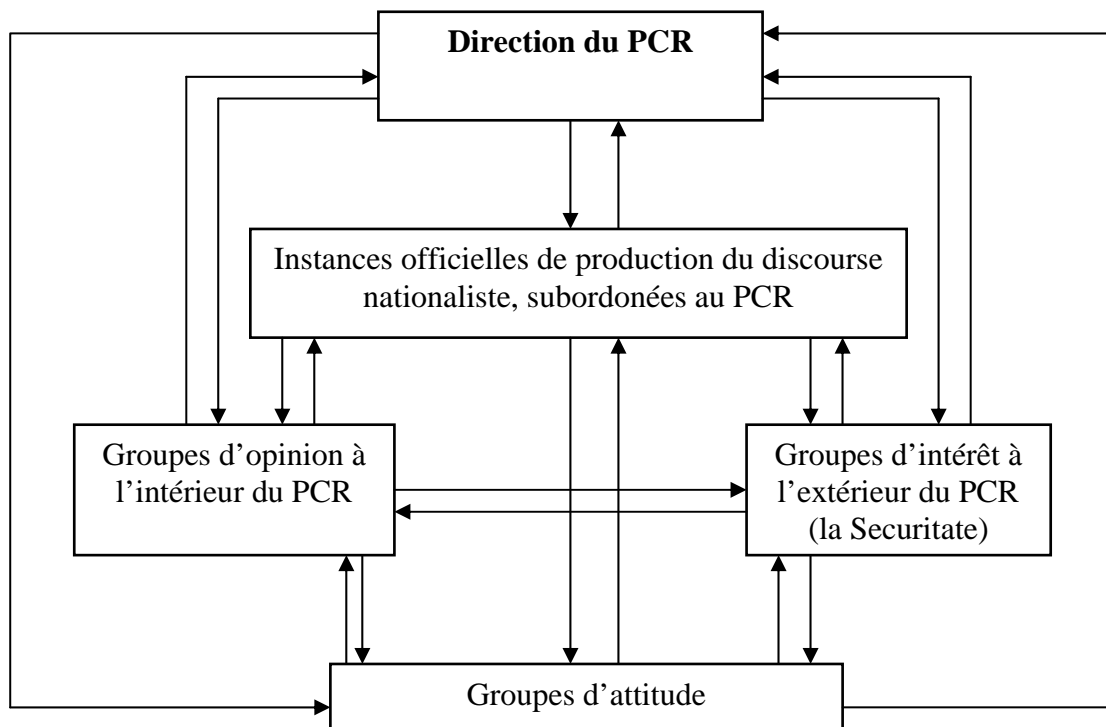 Direction du PCR
Instances officielles de production du discourse
nationaliste, subordonées au PCR
Groupes d’opinion à
l’intérieur du PCR
Groupes d’intérêt à
l’extérieur du PCR
(la Securitate)
Groupes d’attitude